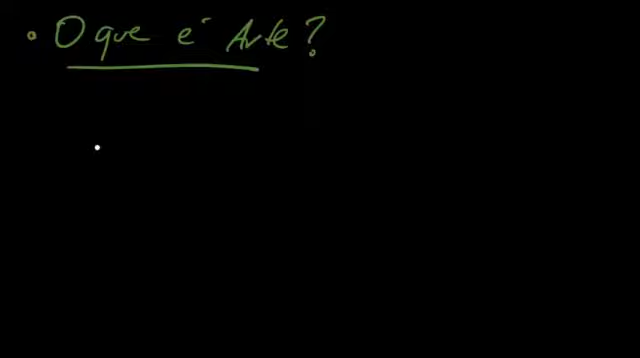 • O que é Arte?